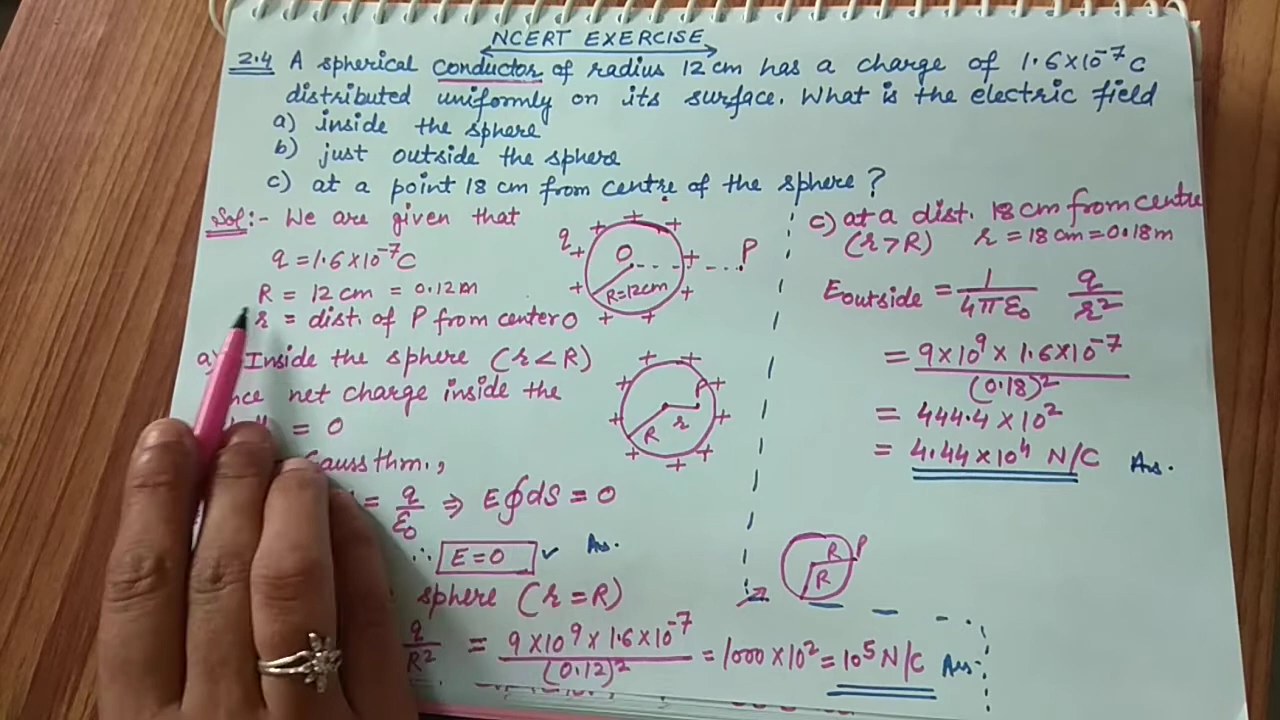 NCERT EXERCISE
2.4 A spherical conductor of radius 12 cm has a charge of 1.6×10⁻⁷C
distributed uniformly on its surface. What is the electric field
a) inside the sphere
b) just outside the sphere
c) at a point 18 cm from centre of the sphere?
Sol:- We are given that
q = 1.6×10⁻⁷C
R = 12 cm = 0.12m
r = dist. of P from center O
q
O
P
R=12cm
a) Inside the sphere (r<R)
net charge inside the
= 0
Gauss thm.,
= q/ε₀ ⇒ E∮dS = 0
∴ E=0 ✓ Ans.
P
R
r
sphere (r=R)
q/R² = 9×10⁹×1.6×10⁻⁷/(0.12)² = 1000×10² = 10⁵ N/C Ans.
c) at a dist. 18cm from centre
(r>R) r = 18 cm = 0.18m
Eoutside = 1/4πε₀ q/r²
= 9×10⁹×1.6×10⁻⁷/(0.18)²
= 444.4×10²
= 4.44×10⁴ N/C Ans.
R P
R